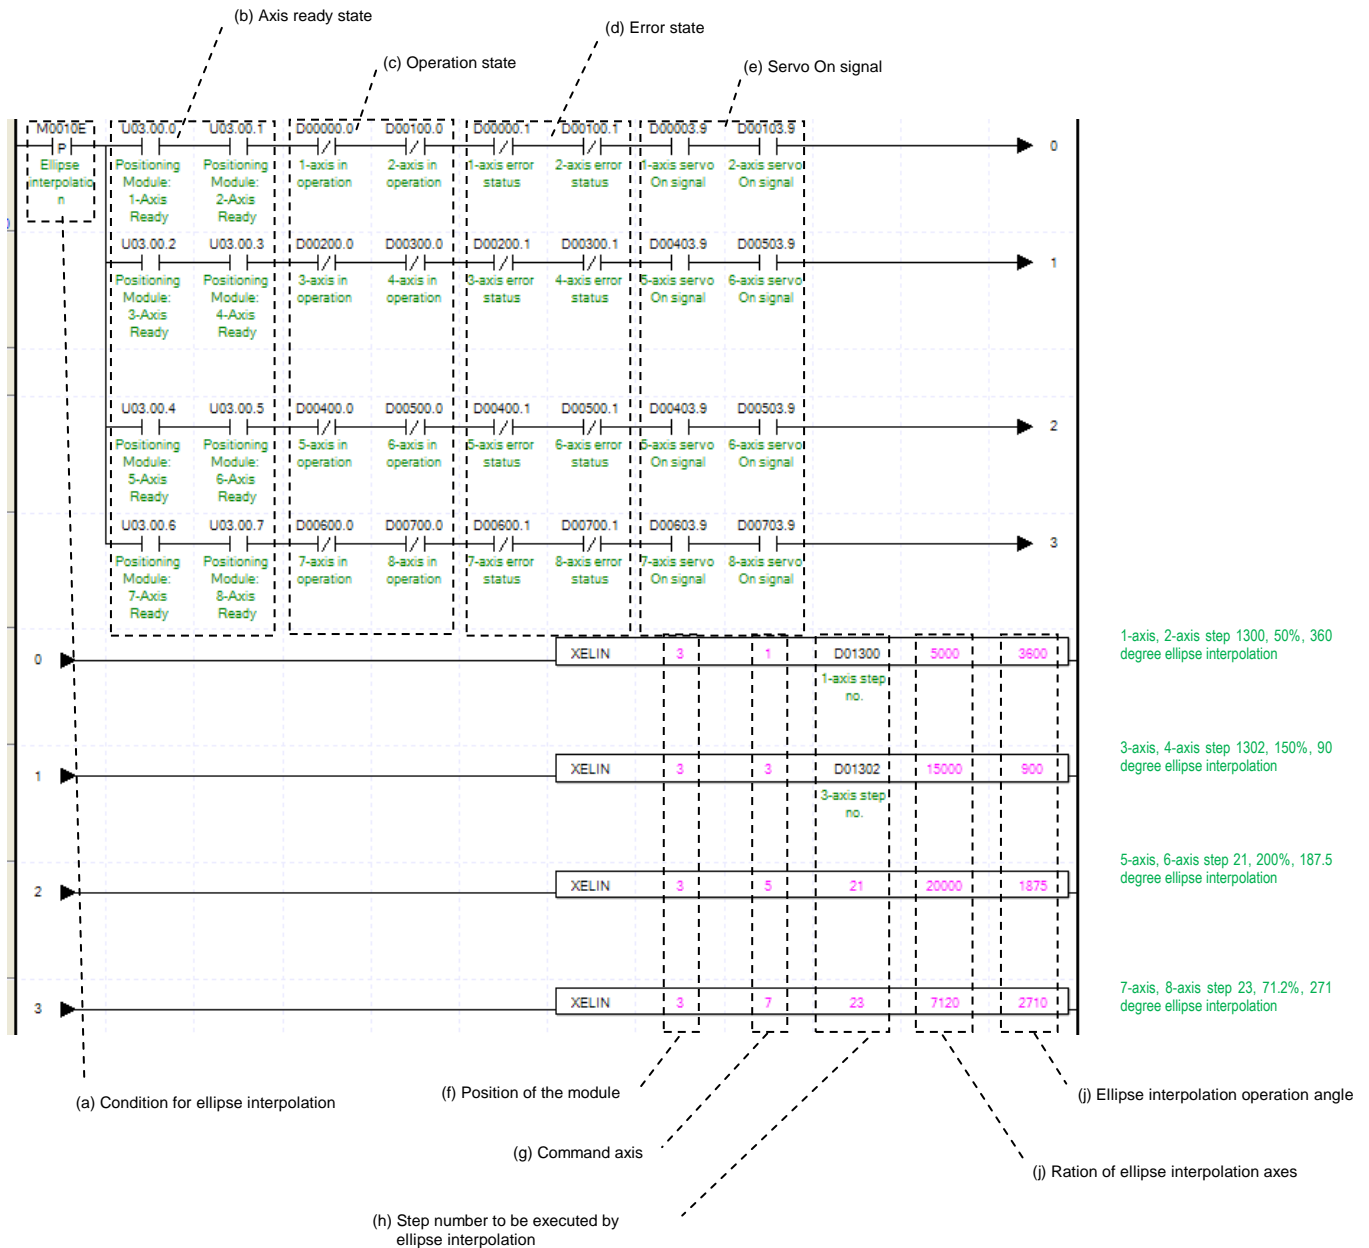 (b) Axis ready state
(d) Error state
(c) Operation state
(e) Servo On signal
M0010E U03.00.0 U03.00.1 D00000.0 D00100.0 D00000.1 D00100.1 D00003.9 D00103.9
P
0
Ellipse interpolatio n
Positioning Module: 1-Axis Ready
Positioning Module: 2-Axis Ready
1-axis in operation
2-axis in operation
1-axis error status
2-axis error status
1-axis servo On signal
2-axis servo On signal
U03.00.2 U03.00.3 D00200.0 D00300.0 D00200.1 D00300.1 D00403.9 D00503.9
1
Positioning Module: 3-Axis Ready
Positioning Module: 4-Axis Ready
3-axis in operation
4-axis in operation
3-axis error status
4-axis error status
5-axis servo On signal
6-axis servo On signal
U03.00.4 U03.00.5 D00400.0 D00500.0 D00400.1 D00500.1 D00403.9 D00503.9
2
Positioning Module: 5-Axis Ready
Positioning Module: 6-Axis Ready
5-axis in operation
6-axis in operation
5-axis error status
6-axis error status
5-axis servo On signal
6-axis servo On signal
U03.00.6 U03.00.7 D00600.0 D00700.0 D00600.1 D00700.1 D00603.9 D00703.9
3
Positioning Module: 7-Axis Ready
Positioning Module: 8-Axis Ready
7-axis in operation
8-axis in operation
7-axis error status
8-axis error status
7-axis servo On signal
8-axis servo On signal
0 XELIN 3 1 D01300 5000 3600
1-axis step no.
1-axis, 2-axis step 1300, 50%, 360
degree ellipse interpolation
1 XELIN 3 3 D01302 15000 900
3-axis step no.
3-axis, 4-axis step 1302, 150%, 90
degree ellipse interpolation
2 XELIN 3 5 21 20000 1875
5-axis, 6-axis step 21, 200%, 187.5
degree ellipse interpolation
3 XELIN 3 7 23 7120 2710
7-axis, 8-axis step 23, 71.2%, 271
degree ellipse interpolation
(a) Condition for ellipse interpolation
(f) Position of the module
(j) Ellipse interpolation operation angle
(g) Command axis
(j) Ration of ellipse interpolation axes
(h) Step number to be executed by
ellipse interpolation